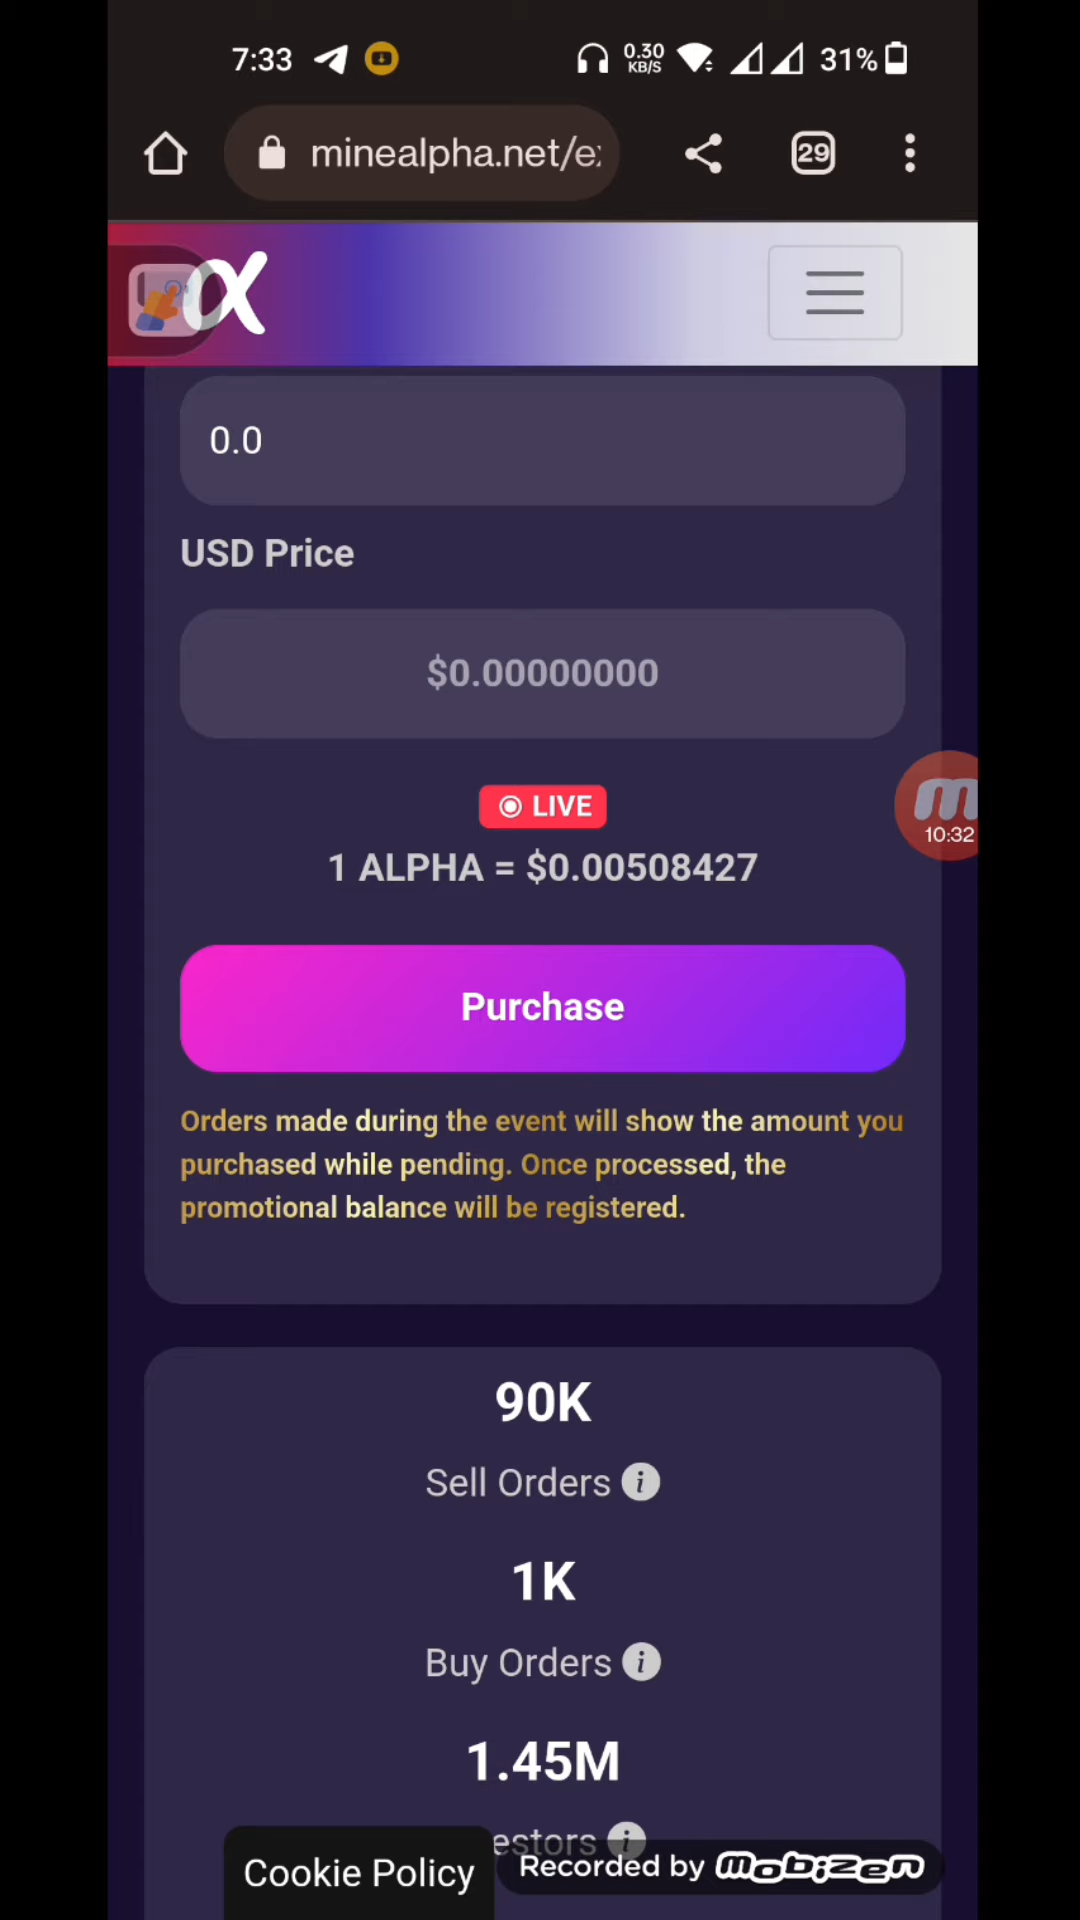 7:33
0.30
KB/S
31%
minealpha.net/e
29
α
0.0
USD Price
$0.00000000
LIVE
1 ALPHA = $0.00508427
m
10:32
Purchase
Orders made during the event will show the amount you
purchased while pending. Once processed, the
promotional balance will be registered.
90K
Sell Orders
1K
Buy Orders
1.45M
estors
Cookie Policy
Recorded by mobizen